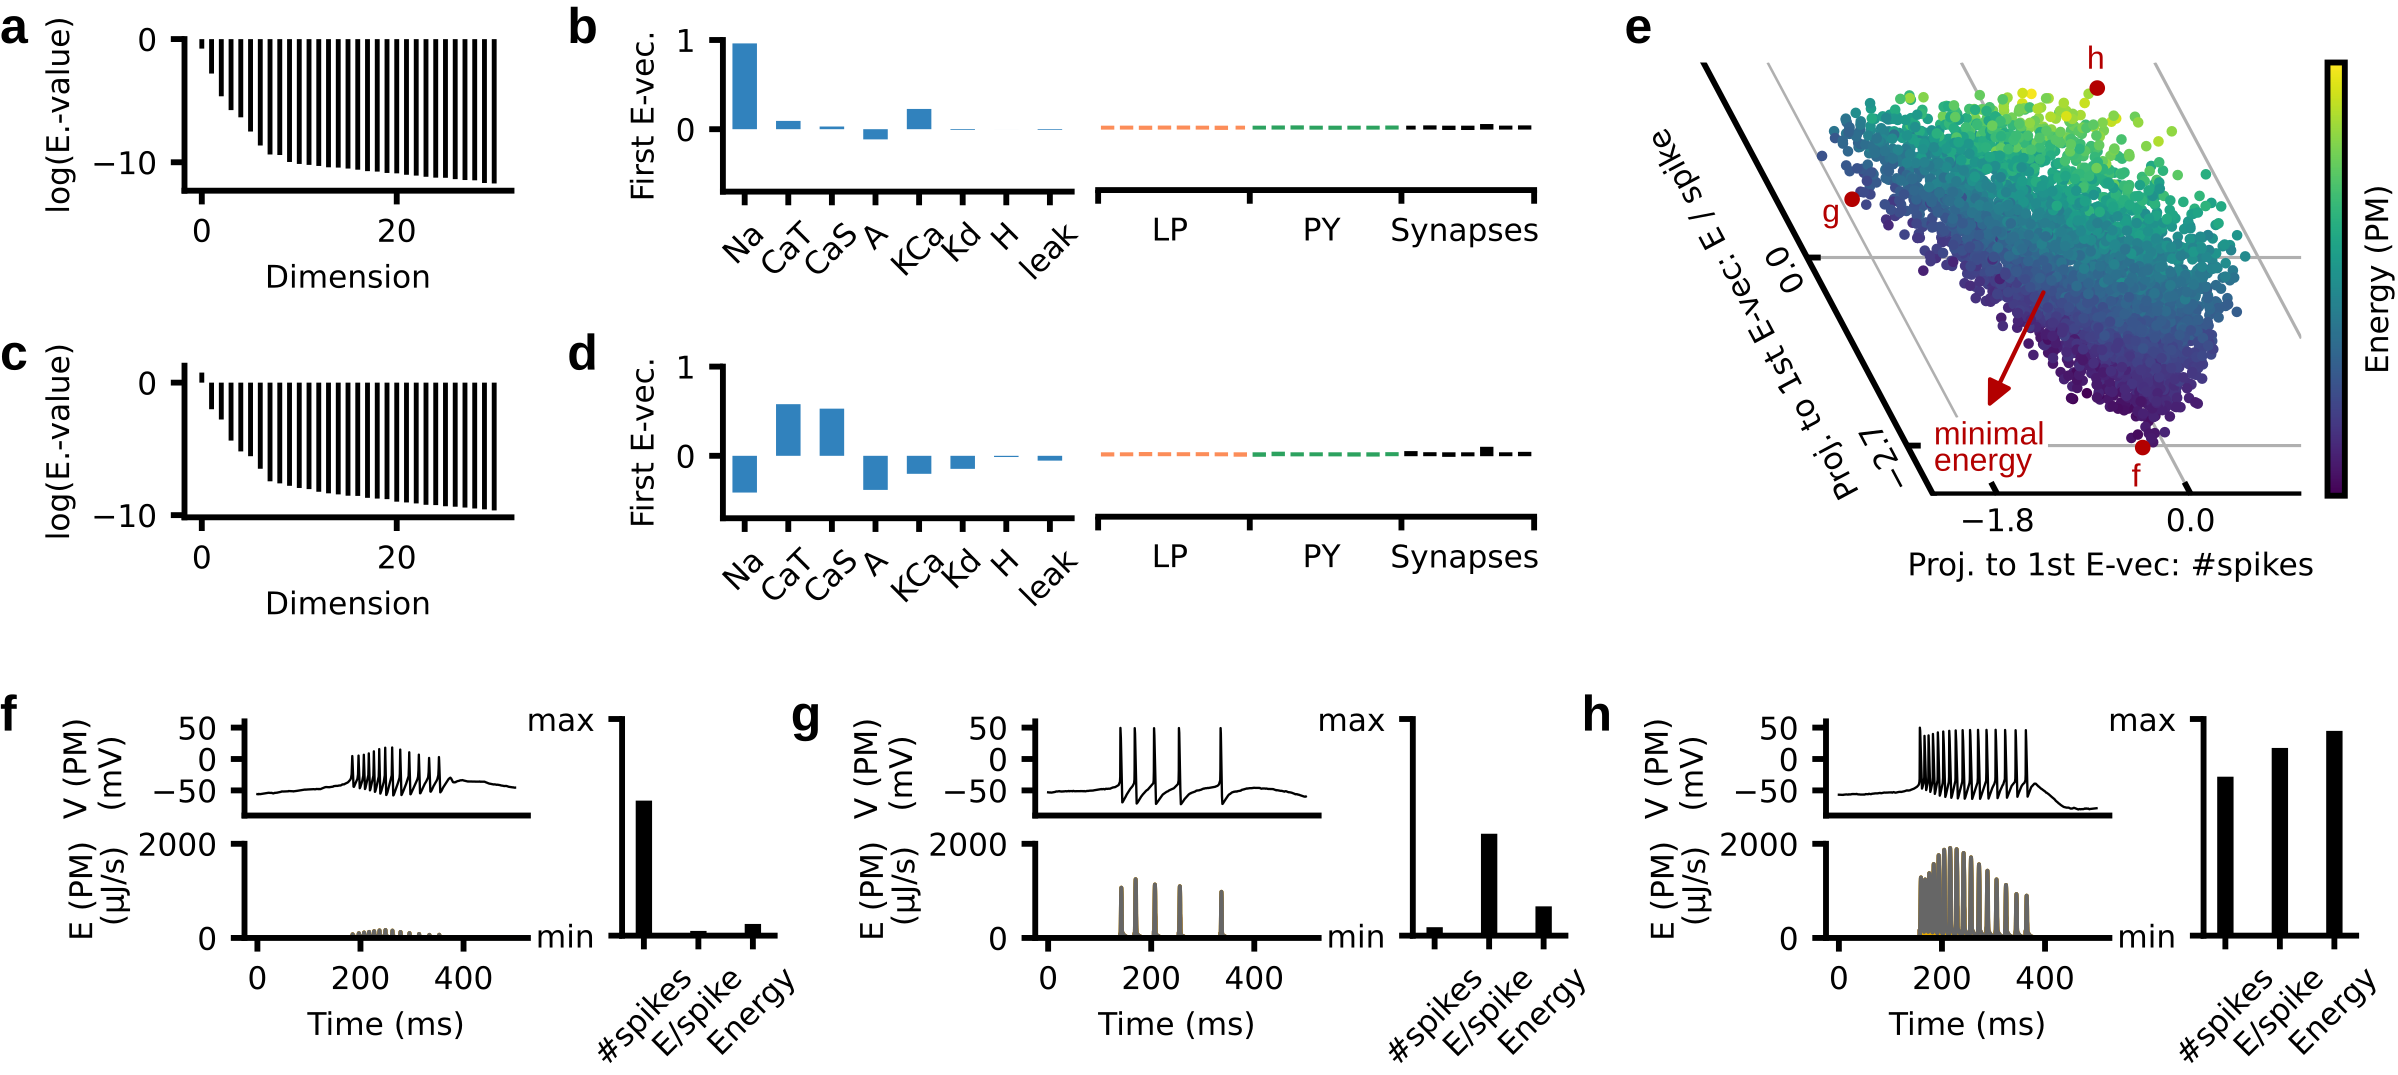 a
log(E.-value)
0
−10
0
20
Dimension
b
First E-vec.
1
0
Na
CaT
CaS
A
KCa
Kd
H
leak
LP
PY
Synapses
c
log(E.-value)
0
−10
0
20
Dimension
d
First E-vec.
1
0
Na
CaT
CaS
A
KCa
Kd
H
leak
LP
PY
Synapses
e
Proj. to 1st E-vec: E / spike
0.0
−2.7
h
g
f
minimal
energy
−1.8
0.0
Proj. to 1st E-vec: #spikes
Energy (PM)
f
V (PM)
(mV)
50
0
−50
E (PM)
(µJ/s)
2000
0
0
200
400
Time (ms)
max
min
#spikes
E/spike
Energy
g
V (PM)
(mV)
50
0
−50
E (PM)
(µJ/s)
2000
0
0
200
400
Time (ms)
max
min
#spikes
E/spike
Energy
h
V (PM)
(mV)
50
0
−50
E (PM)
(µJ/s)
2000
0
0
200
400
Time (ms)
max
min
#spikes
E/spike
Energy